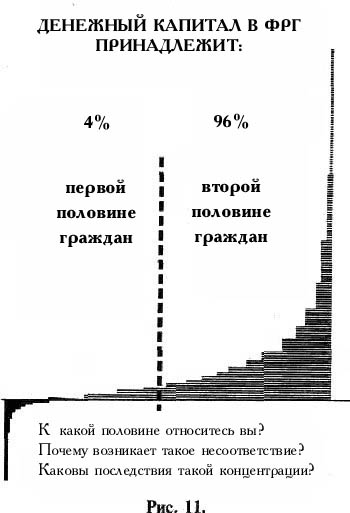 ДЕНЕЖНЫЙ КАПИТАЛ В ФРГ
ПРИНАДЛЕЖИТ:
4%
первой
половине
граждан
96%
второй
половине
граждан
К какой половине относитесь вы?
Почему возникает такое несоответствие?
Каковы последствия такой концентрации?
Рис. 11.